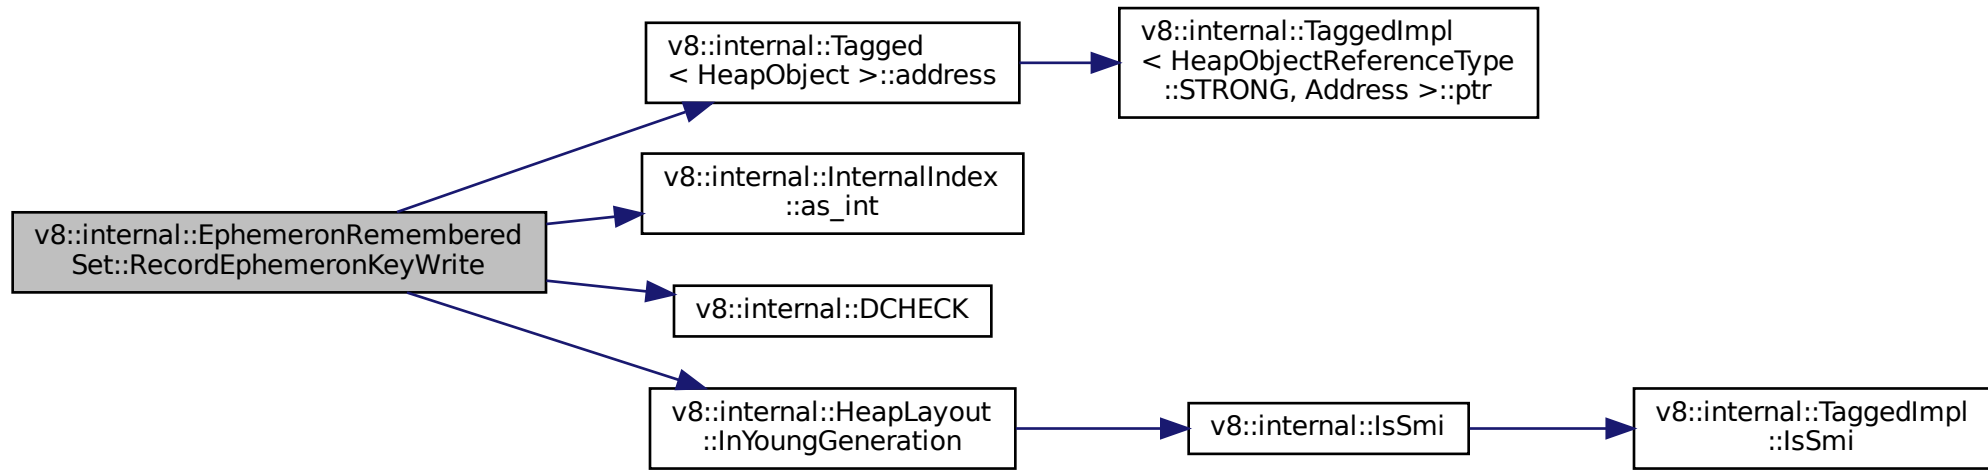 v8::internal::EphemeronRemembered
Set::RecordEphemeronKeyWrite
v8::internal::Tagged
< HeapObject >::address
v8::internal::TaggedImpl
< HeapObjectReferenceType
::STRONG, Address >::ptr
v8::internal::InternalIndex
::as_int
v8::internal::DCHECK
v8::internal::HeapLayout
::InYoungGeneration
v8::internal::IsSmi
v8::internal::TaggedImpl
::IsSmi